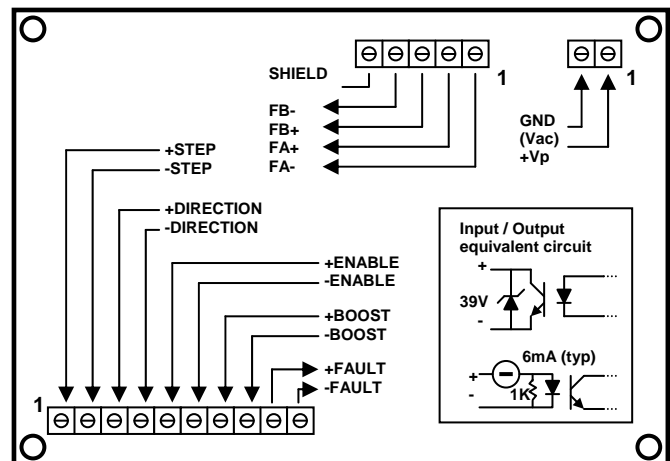 SHIELD
1
FB-
FB+
FA+
FA-
1
GND
(Vac)
+Vp
+STEP
-STEP
+DIRECTION
-DIRECTION
+ENABLE
-ENABLE
+BOOST
-BOOST
+FAULT
-FAULT
1
Input / Output
equivalent circuit
+
39V
-
6mA (typ)
+
1K
-